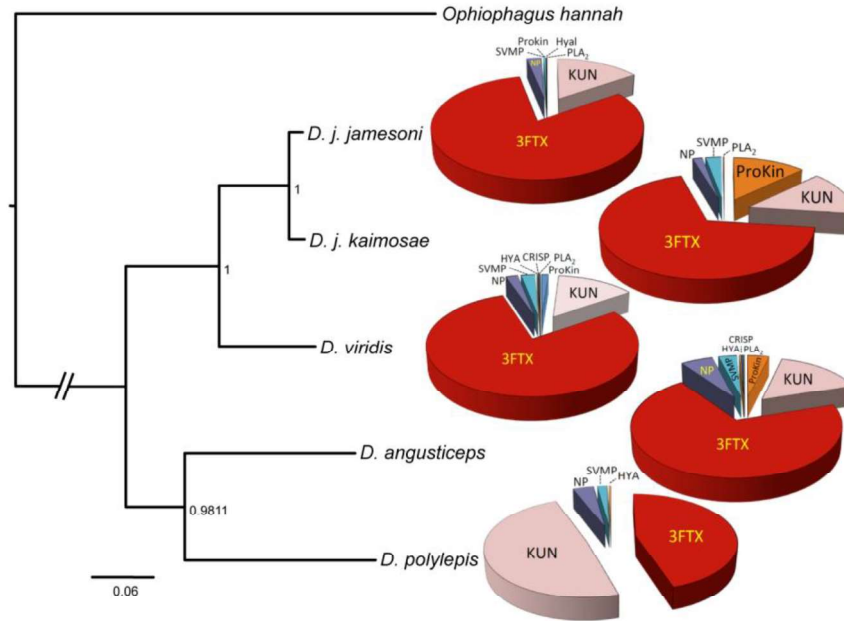 Ophiophagus hannah
Prokin Hyal
SVMP PLA₂
NP
KUN
3FTX
D. j. jamesoni
SVMP PLA₂
NP
ProKin
KUN
3FTX
1
D. j. kaimosae
HYA CRISP PLA₂
SVMP ProKin
NP
KUN
3FTX
1
D. viridis
CRISP
HYA PLA₂
NP
SVMP
ProKin
KUN
3FTX
D. angusticeps
SVMP HYA
NP
3FTX
KUN
0.9811
D. polylepis
0.06